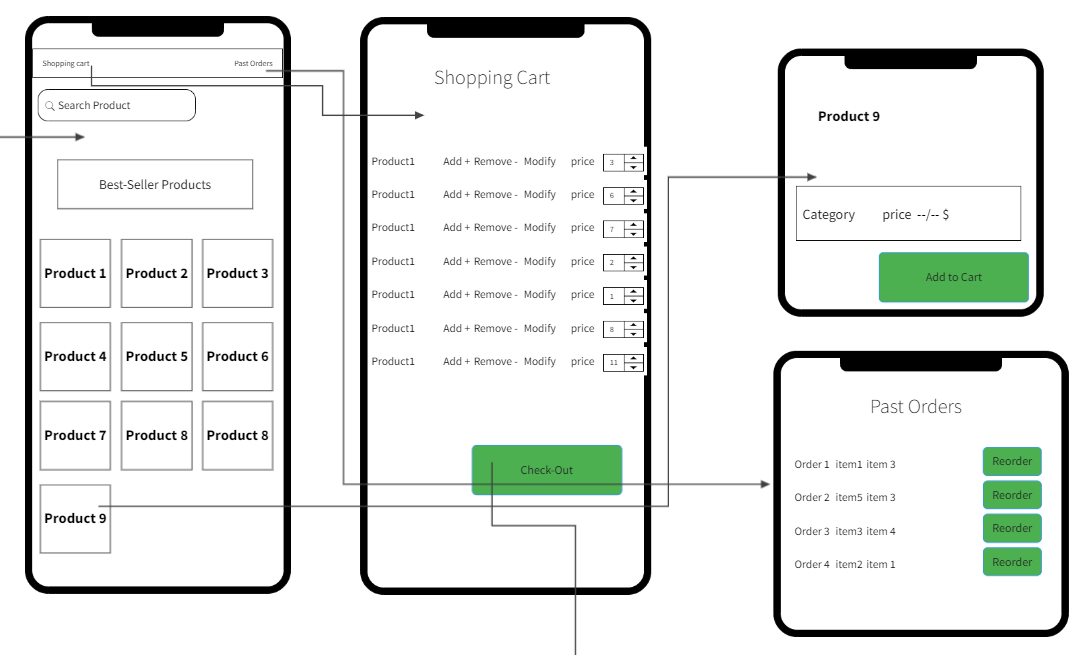 Shopping cart Past Orders
Search Product
Best-Seller Products
Product 1 Product 2 Product 3
Product 4 Product 5 Product 6
Product 7 Product 8 Product 8
Product 9
Shopping Cart
Product1 Add + Remove - Modify price 3
Product1 Add + Remove - Modify price 6
Product1 Add + Remove - Modify price 7
Product1 Add + Remove - Modify price 2
Product1 Add + Remove - Modify price 1
Product1 Add + Remove - Modify price 8
Product1 Add + Remove - Modify price 11
Check-Out
Product 9
Category price --/-- $
Add to Cart
Past Orders
Order 1 item1 item 3 Reorder
Order 2 item5 item 3 Reorder
Order 3 item3 item 4 Reorder
Order 4 item2 item 1 Reorder